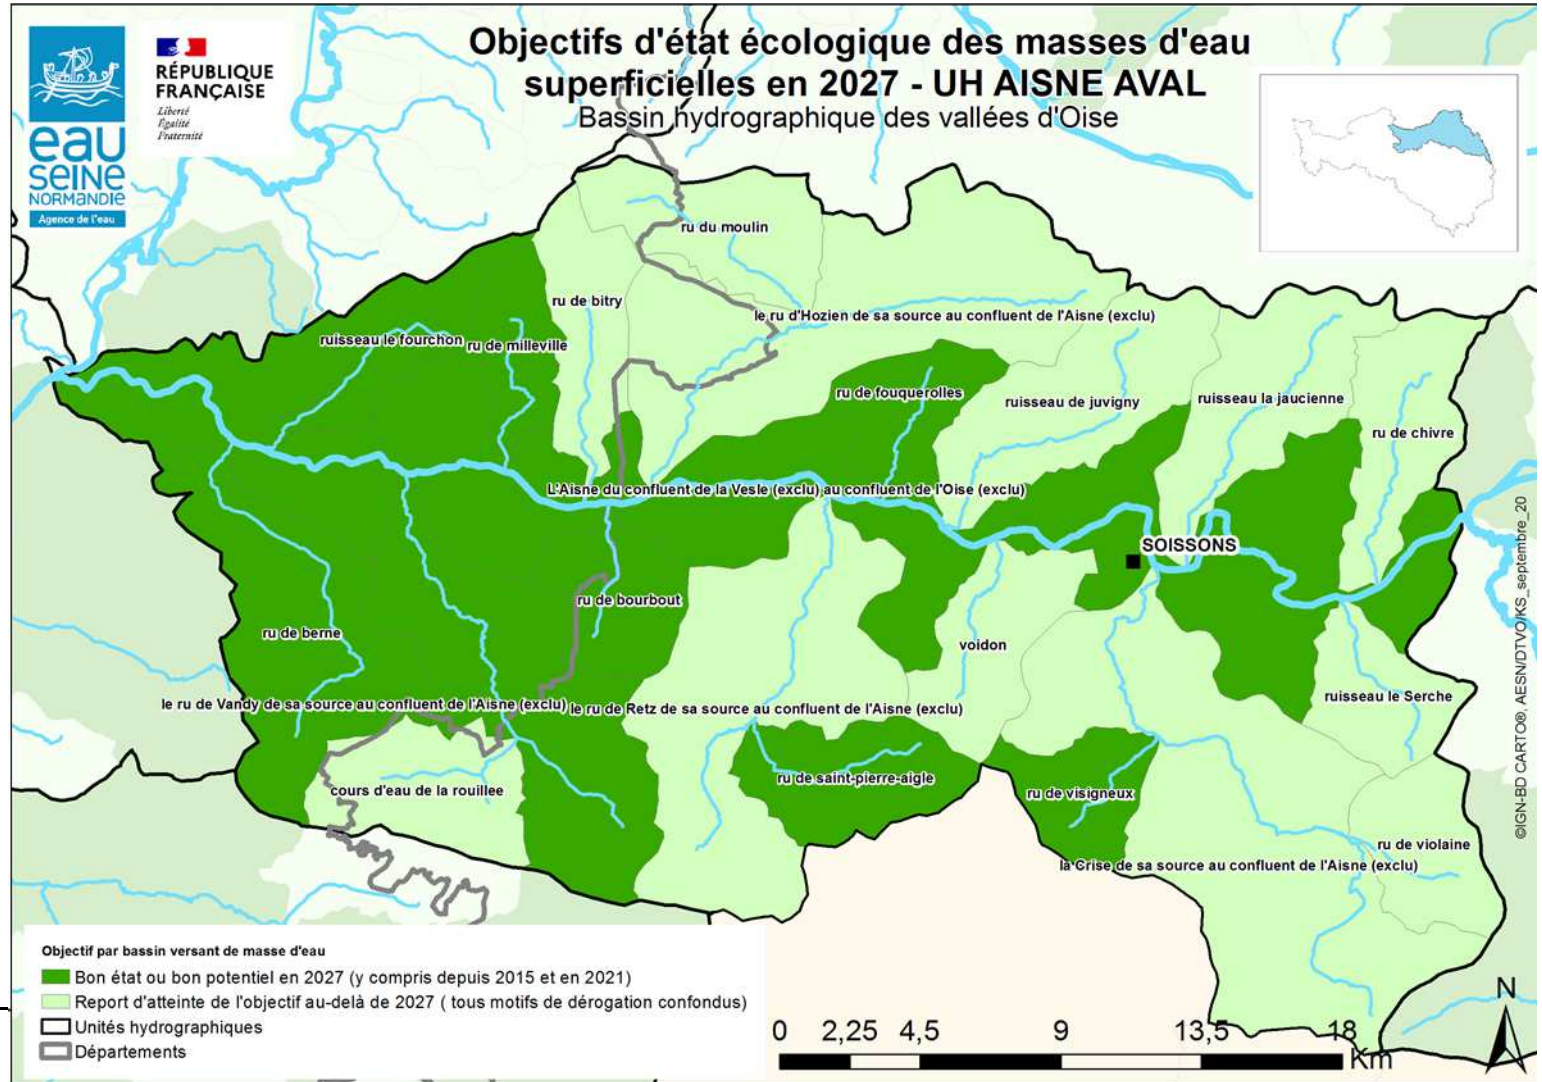 Objectifs d'état écologique des masses d'eau
superficielles en 2027 - UH AISNE AVAL
Bassin hydrographique des vallées d'Oise
eau
SEINE
NORMANDIE
Agence de l'eau
RÉPUBLIQUE
FRANÇAISE
Liberté
Égalité
Fraternité
ru du moulin
ru de bitry
le ru d'Hozien de sa source au confluent de l'Aisne (exclu)
ruisseau le fourchon
ru de milleville
ru de fouquerolles
ruisseau de juvigny
ruisseau la jaucienne
ru de chivre
L'Aisne du confluent de la Vesle (exclu) au confluent de l'Oise (exclu)
SOISSONS
ru de bourbout
ru de berne
voidon
le ru de Vandy de sa source au confluent de l'Aisne (exclu)
le ru de Retz de sa source au confluent de l'Aisne (exclu)
ruisseau le Serche
cours d'eau de la rouillee
ru de saint-pierre-aigle
ru de visigneux
ru de violaine
la Crise de sa source au confluent de l'Aisne (exclu)
©IGN-BD CARTO®, AESN/DTVO/KS_septembre_20
Objectif par bassin versant de masse d'eau
Bon état ou bon potentiel en 2027 (y compris depuis 2015 et en 2021)
Report d'atteinte de l'objectif au-delà de 2027 ( tous motifs de dérogation confondus)
Unités hydrographiques
Départements
0 2,25 4,5 9 13,5 18
Km
N